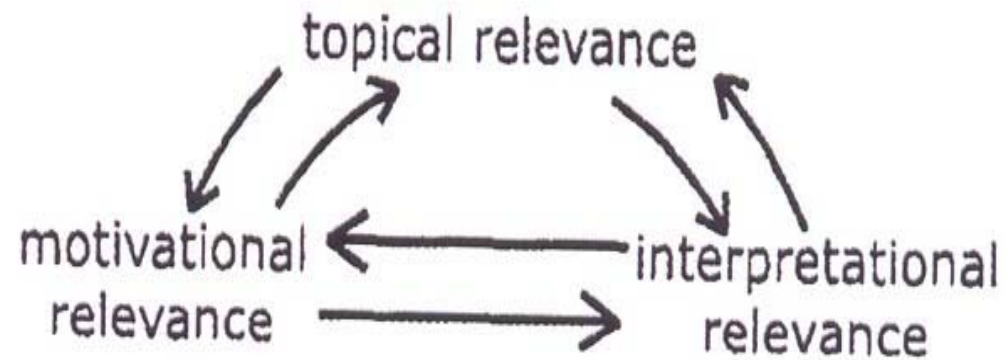 topical relevance
motivational
relevance
interpretational
relevance